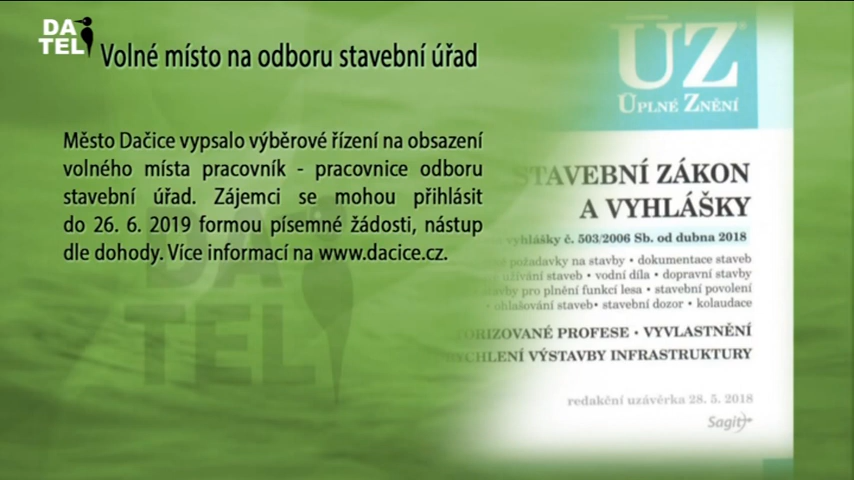 DA
TEL
Volné místo na odboru stavební úřad
Město Dačice vypsalo výběrové řízení na obsazení
volného místa pracovník - pracovnice odboru
stavební úřad. Zájemci se mohou přihlásit
do 26. 6. 2019 formou písemné žádosti, nástup
dle dohody. Více informací na www.dacice.cz.
DA
TEL
ÚZ
ÚPLNÉ ZNĚNÍ
STAVEBNÍ ZÁKON
A VYHLÁŠKY
vyhlášky č. 503/2006 Sb. od dubna 2018
požadavky na stavby • dokumentace staveb
užívání staveb • vodní díla • dopravní stavby
stavby pro plnění funkcí lesa • stavební povolení
• ohlašování staveb • stavební dozor • kolaudace
TORIZOVANÉ PROFESE • VYVLASTNĚNÍ
RYCHLENÍ VÝSTAVBY INFRASTRUKTURY
redakční uzávěrka 28. 5. 2018
Sagit